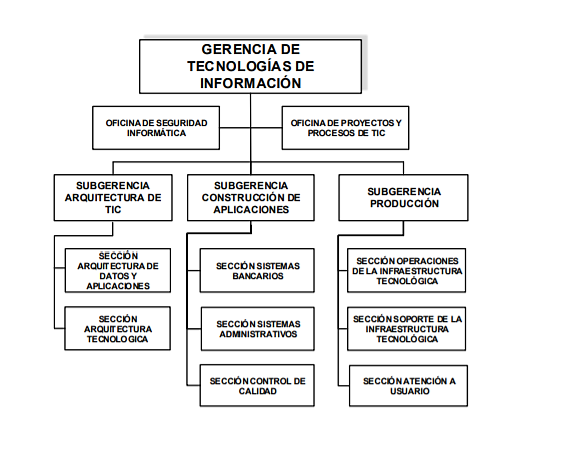 GERENCIA DE
TECNOLOGÍAS DE
INFORMACIÓN
OFICINA DE SEGURIDAD
INFORMÁTICA
OFICINA DE PROYECTOS Y
PROCESOS DE TIC
SUBGERENCIA
ARQUITECTURA DE
TIC
SUBGERENCIA
CONSTRUCCIÓN DE
APLICACIONES
SUBGERENCIA
PRODUCCIÓN
SECCIÓN
ARQUITECTURA DE
DATOS Y
APLICACIONES
SECCIÓN SISTEMAS
BANCARIOS
SECCIÓN OPERACIONES
DE LA INFRAESTRUCTURA
TECNOLÓGICA
SECCIÓN
ARQUITECTURA
TECNOLOGICA
SECCIÓN SISTEMAS
ADMINISTRATIVOS
SECCIÓN SOPORTE DE LA
INFRAESTRUCTURA
TECNOLÓGICA
SECCIÓN CONTROL DE
CALIDAD
SECCIÓN ATENCIÓN A
USUARIO